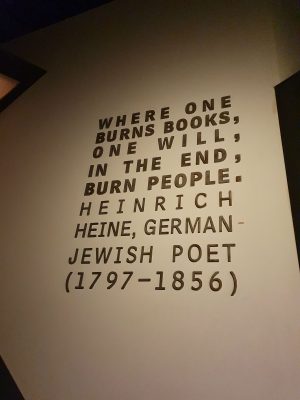 WHERE ONE
BURNS BOOKS,
ONE WILL,
IN THE END,
BURN PEOPLE.
HEINRICH
HEINE, GERMAN-
JEWISH POET
(1797–1856)